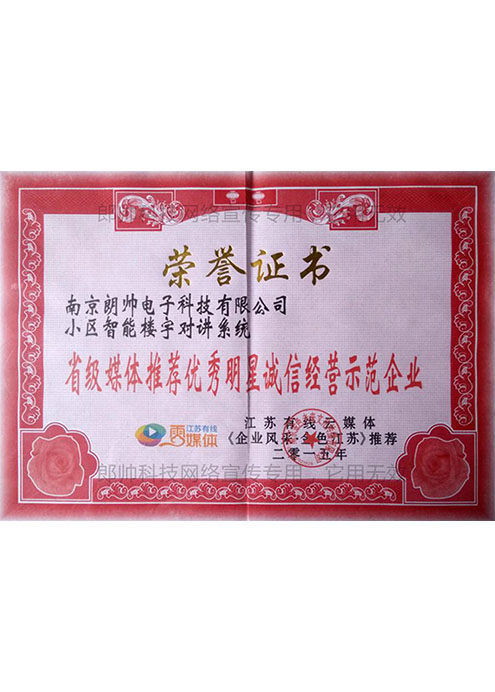 郎帅科技网络宣传专用 它用无效
荣誉证书
南京朗帅电子科技有限公司
小区智能楼宇对讲系统
省级媒体推荐优秀明星诚信经营示范企业
江苏有线
云媒体
江苏有线云媒体
《企业风采·金色江苏》推荐
二零一五年
郎帅科技网络宣传专用 它用无效